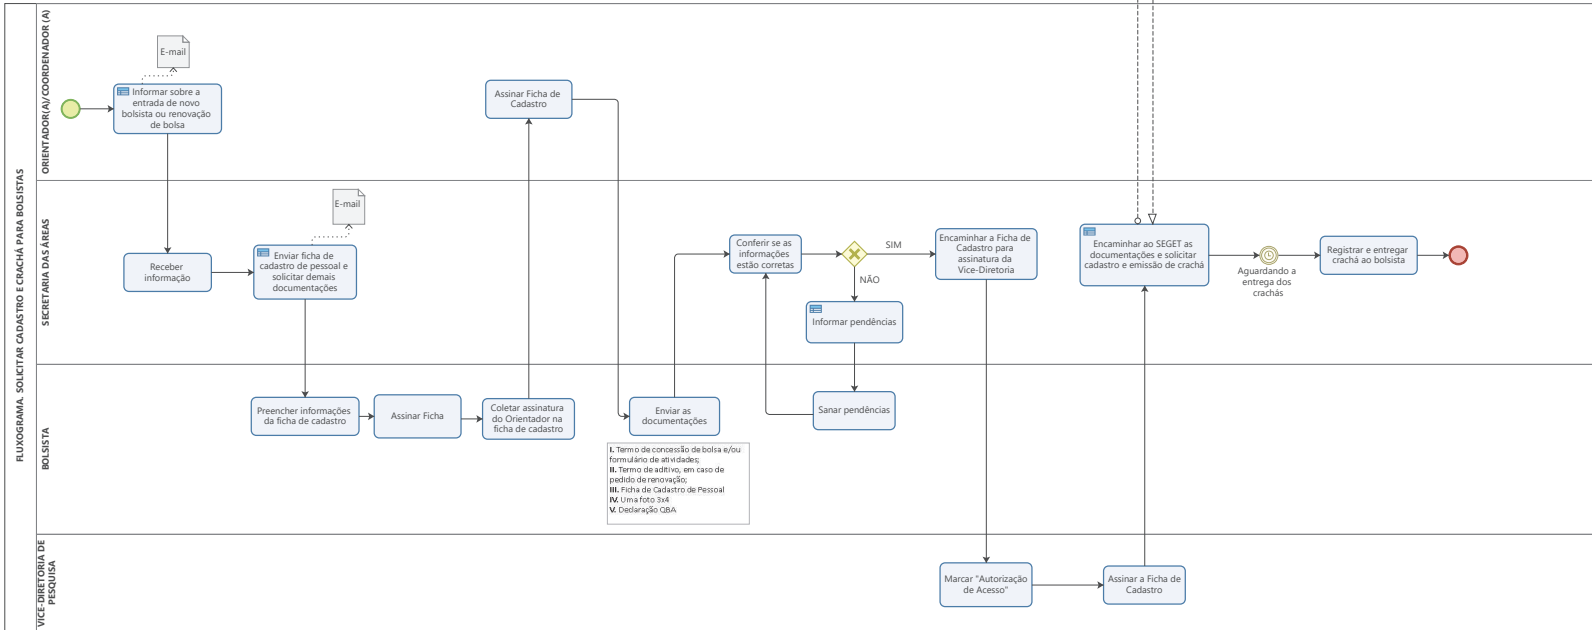 FLUXOGRAMA. SOLICITAR CADASTRO E CRACHÁ PARA BOLSISTAS
ORIENTADOR(A)/COORDENADOR (A)
E-mail
Informar sobre a
entrada de novo
bolsista ou renovação
de bolsa
Assinar Ficha de
Cadastro
SECRETARIA DAS ÁREAS
Receber
informação
E-mail
Enviar ficha de
cadastro de pessoal e
solicitar demais
documentações
Conferir se as
informações
estão corretas
SIM
NÃO
Encaminhar a Ficha de
Cadastro para
assinatura da
Vice-Diretoria
Informar pendências
Encaminhar ao SEGET as
documentações e solicitar
cadastro e emissão de crachá
Aguardando a
entrega dos
crachás
Registrar e entregar
crachá ao bolsista
BOLSISTA
Preencher informações
da ficha de cadastro
Assinar Ficha
Coletar assinatura
do Orientador na
ficha de cadastro
Enviar as
documentações
I. Termo de concessão de bolsa e/ou
formulário de atividades;
II. Termo de aditivo, em caso de
pedido de renovação;
III. Ficha de Cadastro de Pessoal
IV. Uma foto 3x4
V. Declaração QBA
Sanar pendências
VICE-DIRETORIA DE
PESQUISA
Marcar "Autorização
de Acesso"
Assinar a Ficha de
Cadastro